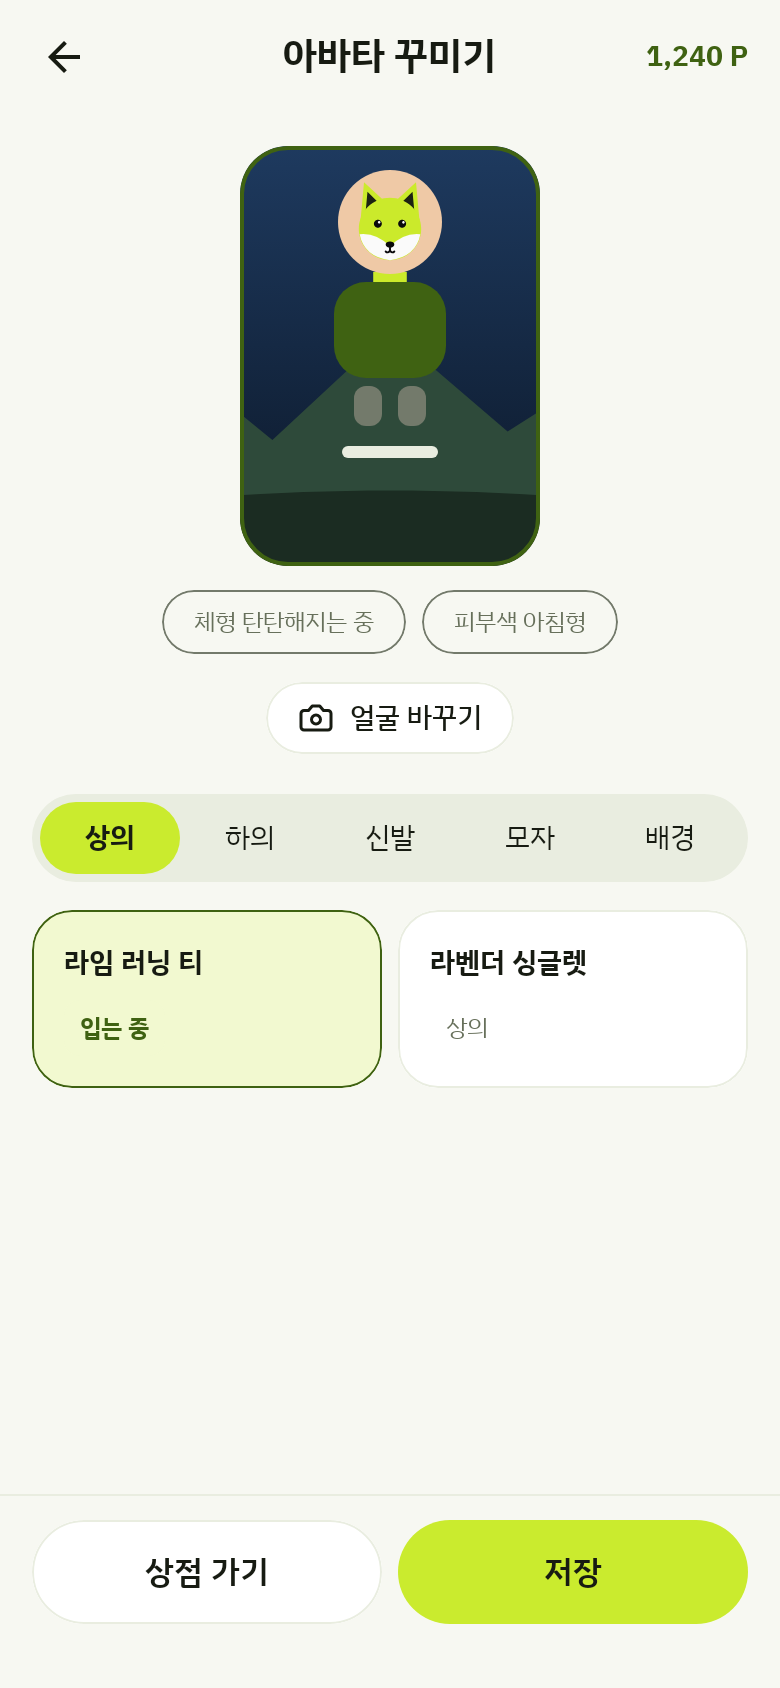 아바타 꾸미기
1,240 P
체형 탄탄해지는 중
피부색 아침형
얼굴 바꾸기
상의
하의
신발
모자
배경
라임 러닝 티
입는 중
라벤더 싱글렛
상의
상점 가기
저장